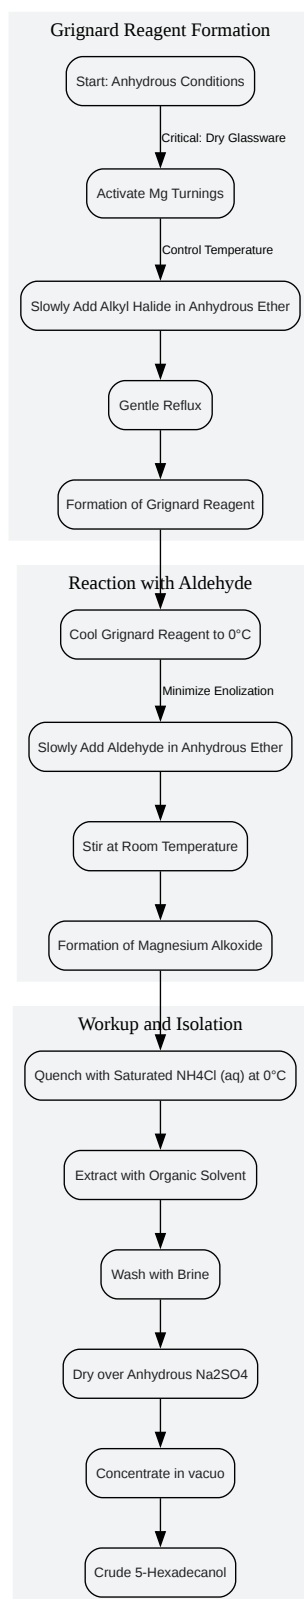 Grignard Reagent Formation
Start: Anhydrous Conditions
Critical: Dry Glassware
Activate Mg Turnings
Control Temperature
Slowly Add Alkyl Halide in Anhydrous Ether
Gentle Reflux
Formation of Grignard Reagent
Reaction with Aldehyde
Cool Grignard Reagent to 0°C
Minimize Enolization
Slowly Add Aldehyde in Anhydrous Ether
Stir at Room Temperature
Formation of Magnesium Alkoxide
Workup and Isolation
Quench with Saturated NH4Cl (aq) at 0°C
Extract with Organic Solvent
Wash with Brine
Dry over Anhydrous Na2SO4
Concentrate in vacuo
Crude 5-Hexadecanol